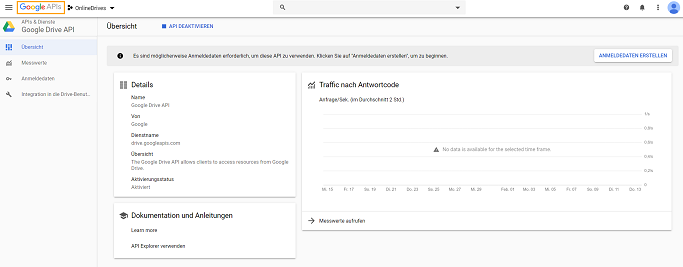 Google APIs
OnlineDrives
APIs & Dienste
Google Drive API
Übersicht
API DEAKTIVIEREN
Übersicht
Messwerte
Anmeldedaten
Integration in die Drive-Benut...
Es sind möglicherweise Anmeldedaten erforderlich, um diese API zu verwenden. Klicken Sie auf "Anmeldedaten erstellen", um zu beginnen.
ANMELDEDATEN ERSTELLEN
Details
Name
Google Drive API
Von
Google
Dienstname
drive.googleapis.com
Übersicht
The Google Drive API allows clients to access resources from Google
Drive.
Aktivierungsstatus
Aktiviert
Dokumentation und Anleitungen
Learn more
API Explorer verwenden
Traffic nach Antwortcode
Anfrage/Sek. (im Durchschnitt 2 Std.)
1/s
0.8/s
0.6/s
0.4/s
0.2/s
0
No data is available for the selected time frame.
Mi. 15 Fr. 17 So. 19 Di. 21 Do. 23 Sa. 25 Mo. 27 Mi. 29 Feb. 01 Mo. 03 Mi. 05 Fr. 07 So. 09 Di. 11 Do. 13
Messwerte aufrufen